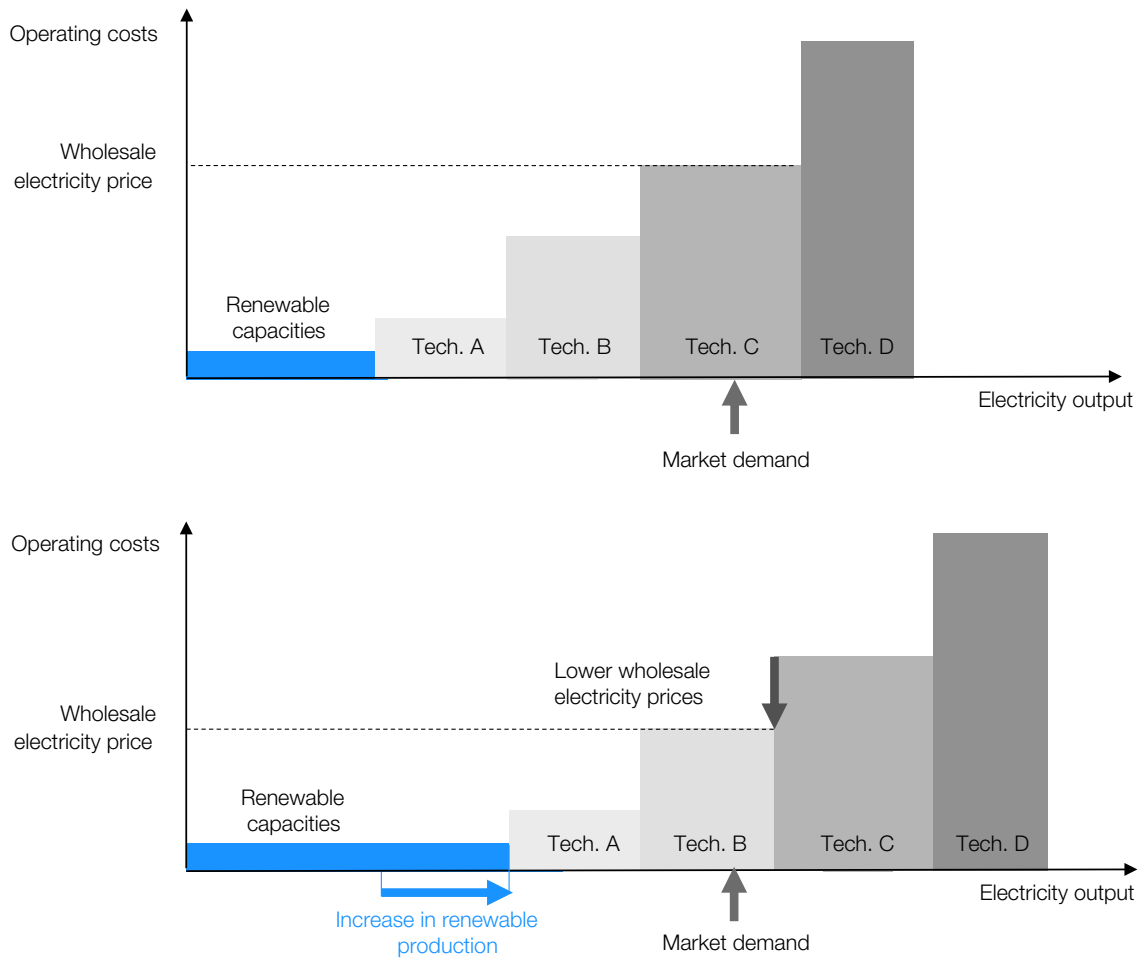 Operating costs
Wholesale
electricity price
Renewable
capacities
Tech. A
Tech. B
Tech. C
Tech. D
Electricity output
Market demand
Operating costs
Lower wholesale
electricity prices
Wholesale
electricity price
Renewable
capacities
Tech. A
Tech. B
Tech. C
Tech. D
Electricity output
Increase in renewable
production
Market demand